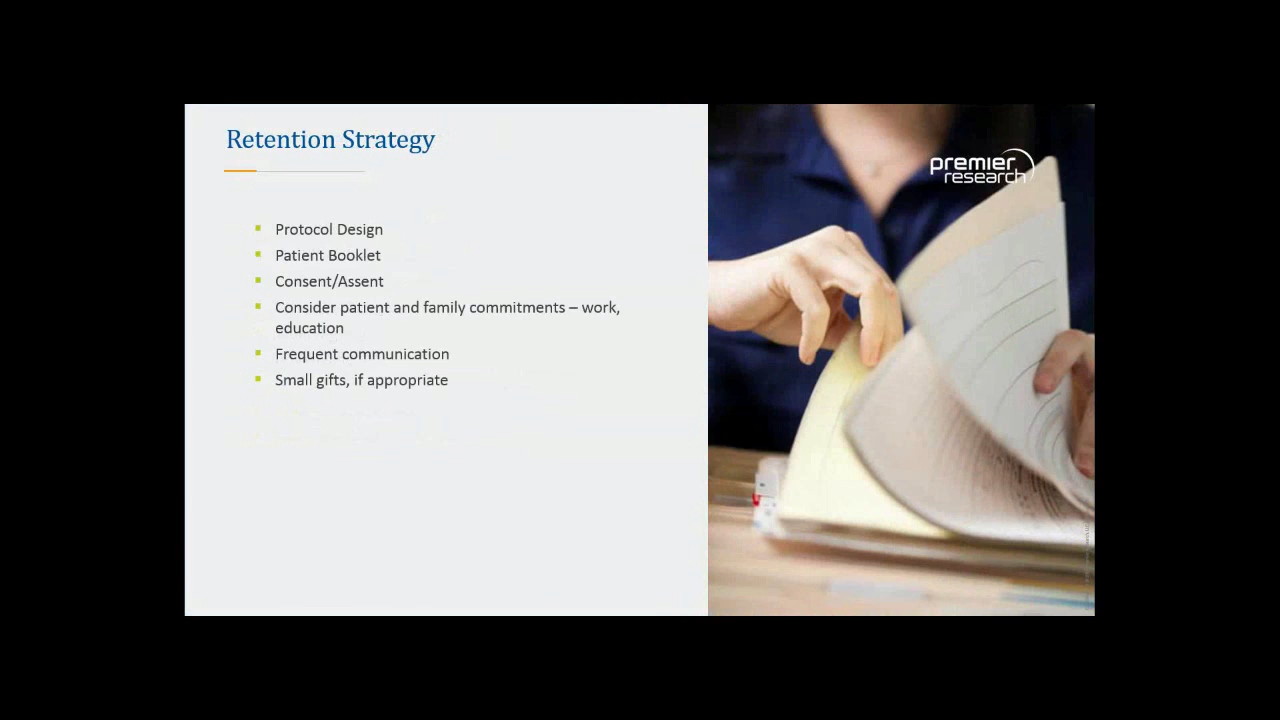 Retention Strategy
premier
research
Protocol Design
Patient Booklet
Consent/Assent
Consider patient and family commitments – work,
education
Frequent communication
Small gifts, if appropriate